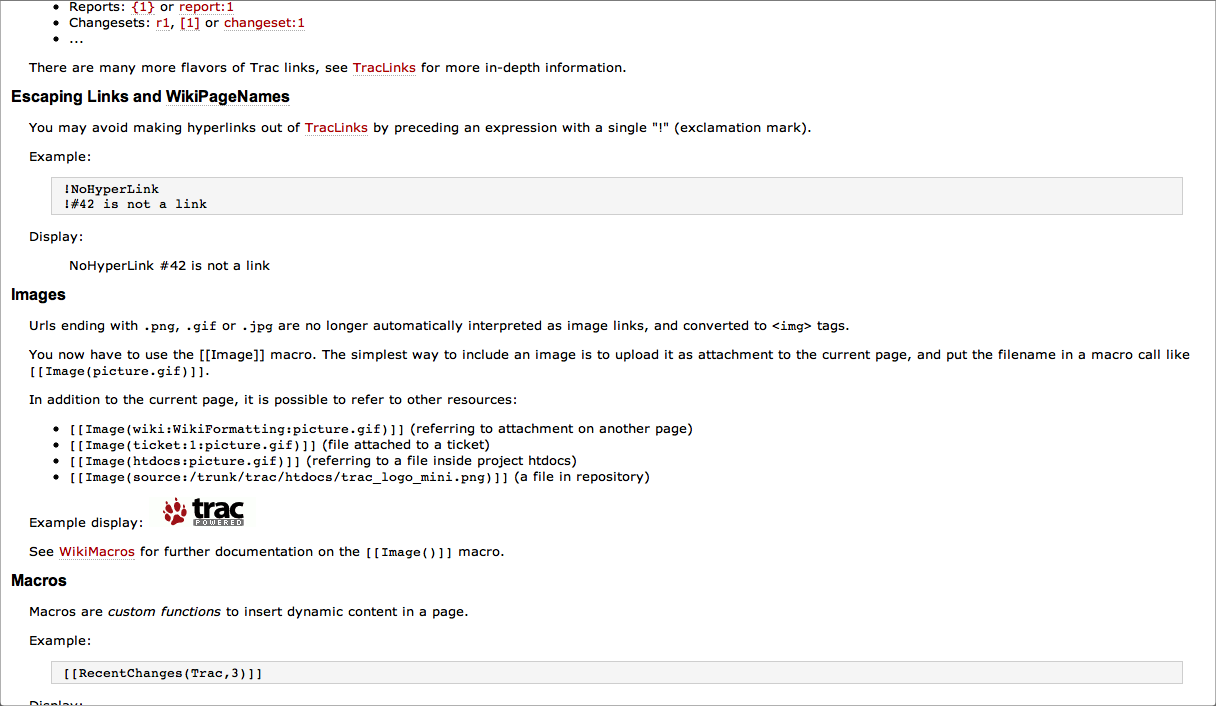 • Reports: {1} or report:1
• Changesets: r1, [1] or changeset:1
• ...
There are many more flavors of Trac links, see TracLinks for more in-depth information.
Escaping Links and WikiPageNames
You may avoid making hyperlinks out of TracLinks by preceding an expression with a single "!" (exclamation mark).
Example:
!NoHyperLink
!#42 is not a link
Display:
NoHyperLink #42 is not a link
Images
Urls ending with .png, .gif or .jpg are no longer automatically interpreted as image links, and converted to <img> tags.
You now have to use the [[Image]] macro. The simplest way to include an image is to upload it as attachment to the current page, and put the filename in a macro call like
[[Image(picture.gif)]].
In addition to the current page, it is possible to refer to other resources:
• [[Image(wiki:WikiFormatting:picture.gif)]] (referring to attachment on another page)
• [[Image(ticket:1:picture.gif)]] (file attached to a ticket)
• [[Image(htdocs:picture.gif)]] (referring to a file inside project htdocs)
• [[Image(source:/trunk/trac/htdocs/trac_logo_mini.png)]] (a file in repository)
Example display: trac
POWERED
See WikiMacros for further documentation on the [[Image()]] macro.
Macros
Macros are custom functions to insert dynamic content in a page.
Example:
[[RecentChanges(Trac,3)]]
Display: